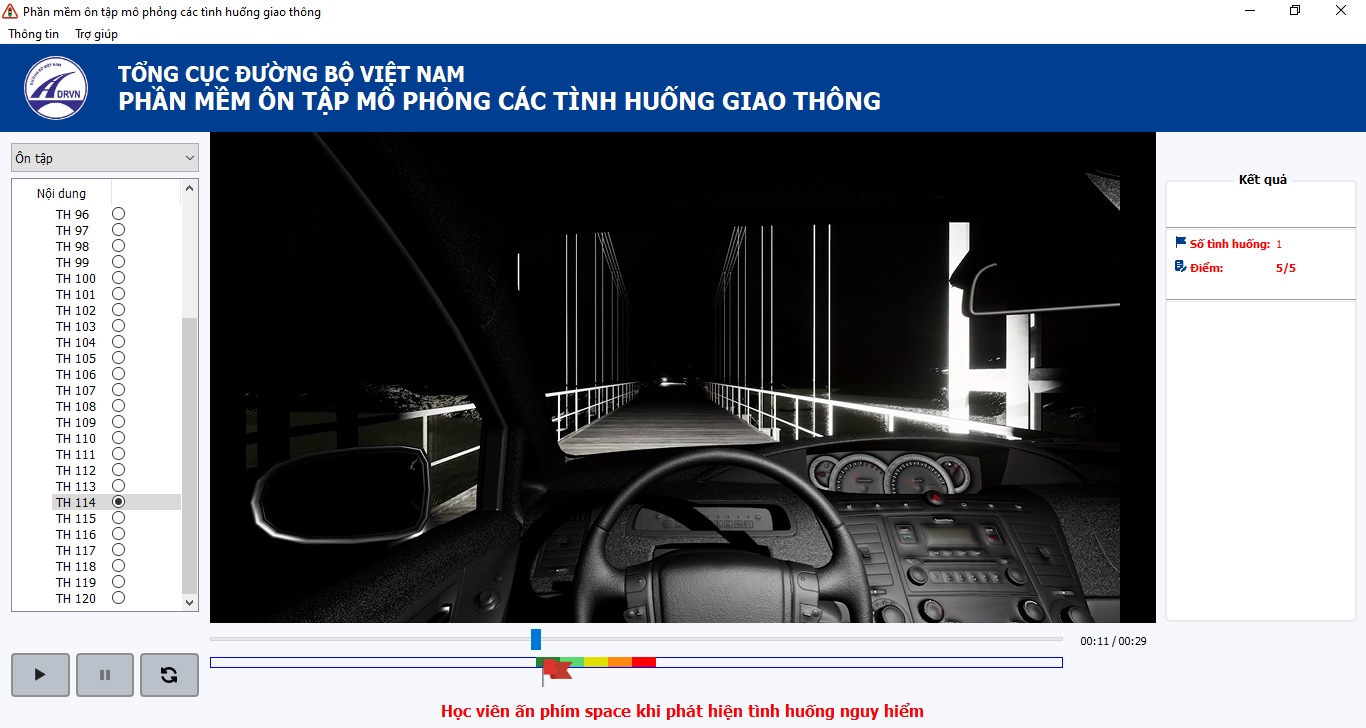 Phần mềm ôn tập mô phỏng các tình huống giao thông
Thông tin Trợ giúp
ĐƯỜNG BỘ VIỆT NAM
DRVN
TỔNG CỤC ĐƯỜNG BỘ VIỆT NAM
PHẦN MỀM ÔN TẬP MÔ PHỎNG CÁC TÌNH HUỐNG GIAO THÔNG
Ôn tập
Nội dung
TH 96
TH 97
TH 98
TH 99
TH 100
TH 101
TH 102
TH 103
TH 104
TH 105
TH 106
TH 107
TH 108
TH 109
TH 110
TH 111
TH 112
TH 113
TH 114
TH 115
TH 116
TH 117
TH 118
TH 119
TH 120
Kết quả
Số tình huống: 1
Điểm: 5/5
00:11 / 00:29
Học viên ấn phím space khi phát hiện tình huống nguy hiểm